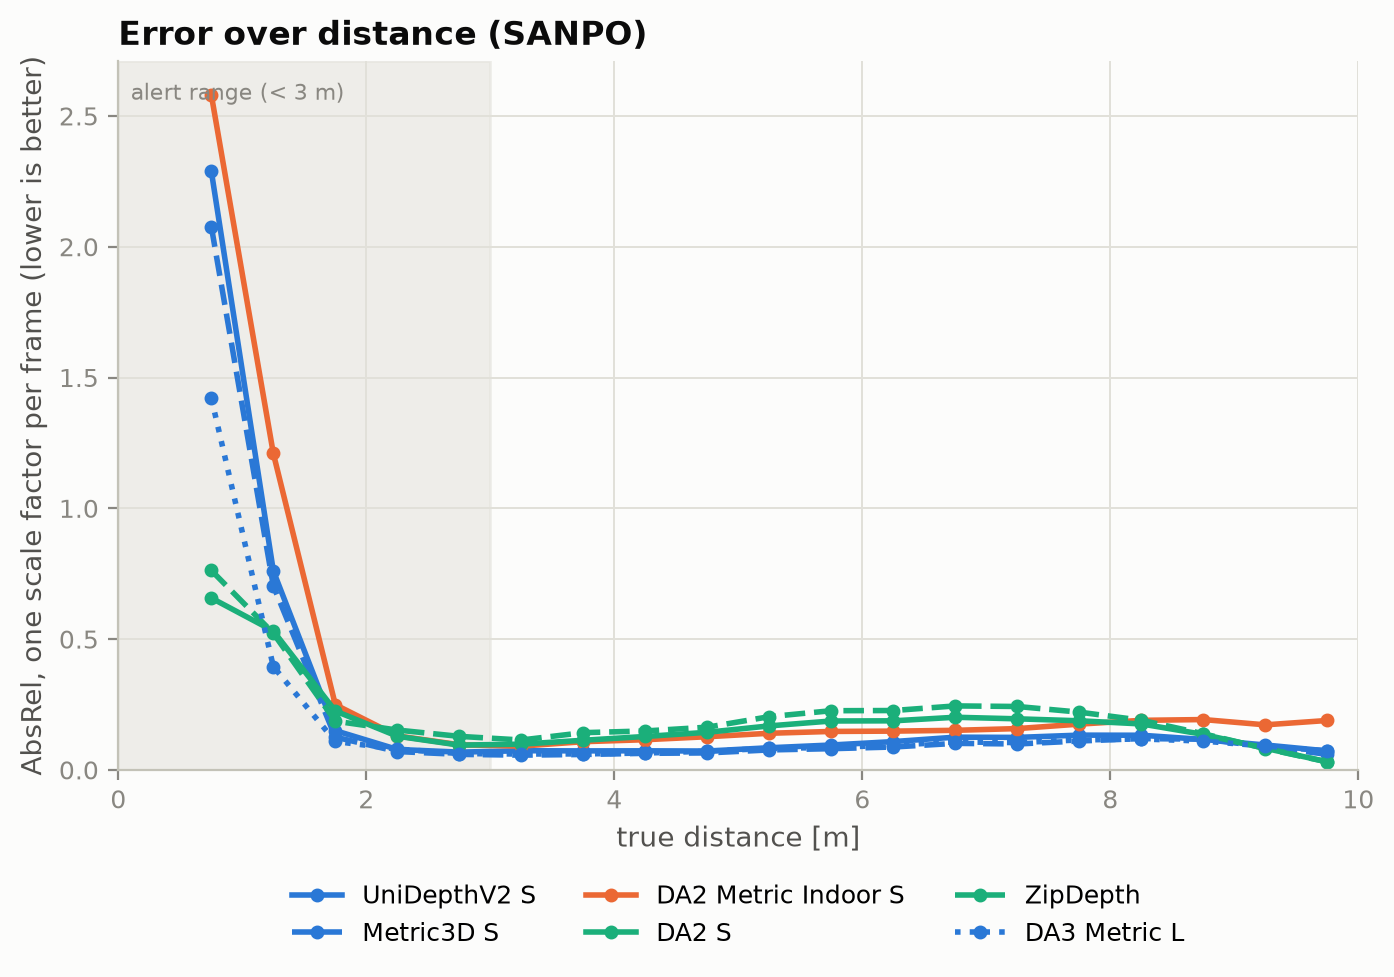 Error over distance (SANPO)
alert range (< 3 m)
AbsRel, one scale factor per frame (lower is better)
2.5
2.0
1.5
1.0
0.5
0.0
0
2
4
6
8
10
true distance [m]
UniDepthV2 S
DA2 Metric Indoor S
ZipDepth
Metric3D S
DA2 S
DA3 Metric L